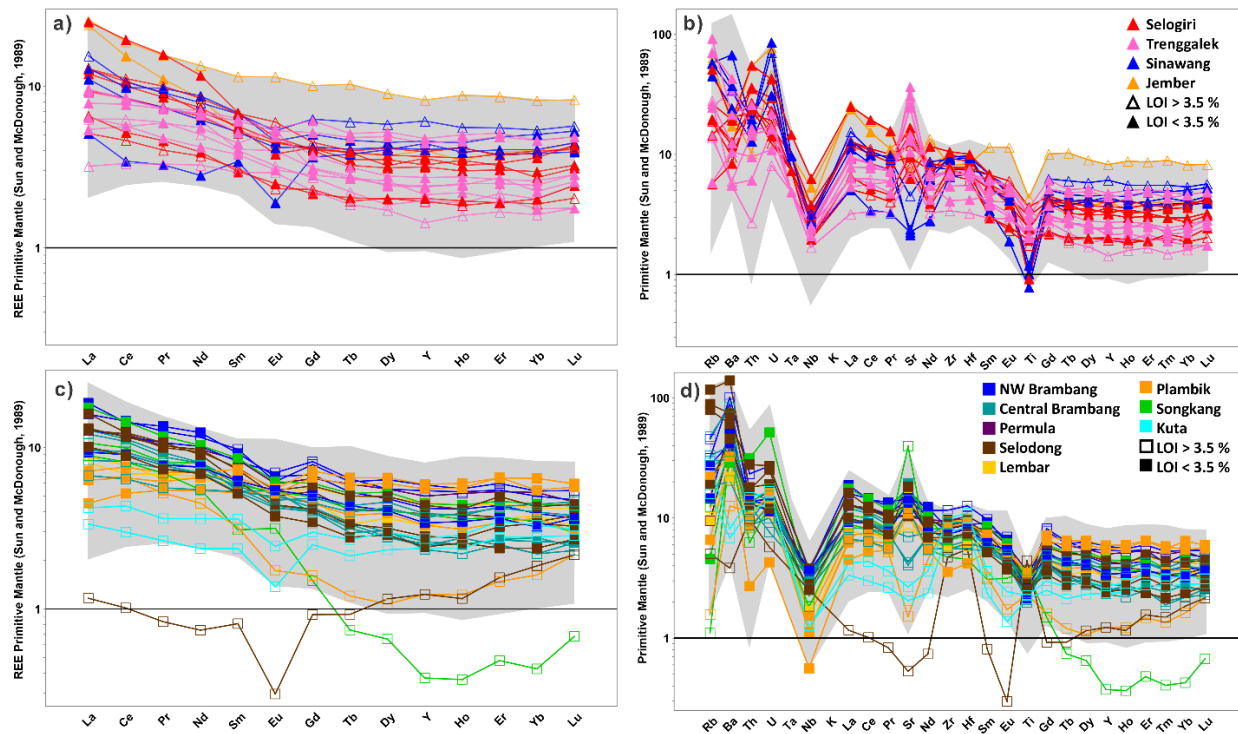 a)
REE Primitive Mantle (Sun and McDonough, 1989)
10
1
La Ce Pr Nd Sm Eu Gd Tb Dy Y Ho Er Yb Lu
b)
Primitive Mantle (Sun and McDonough, 1989)
100
10
1
Selogiri
Trenggalek
Sinawang
Jember
LOI > 3.5 %
LOI < 3.5 %
Rb Ba Th U Ta Nb K La Ce Pr Sr Nd Zr Hf Sm Eu Ti Gd Tb Dy Y Ho Er Tm Yb Lu
c)
REE Primitive Mantle (Sun and McDonough, 1989)
10
1
La Ce Pr Nd Sm Eu Gd Tb Dy Y Ho Er Yb Lu
d)
Primitive Mantle (Sun and McDonough, 1989)
100
10
1
NW Brambang
Central Brambang
Permula
Selodong
Lembar
Plambik
Songkang
Kuta
LOI > 3.5 %
LOI < 3.5 %
Rb Ba Th U Ta Nb K La Ce Pr Sr Nd Zr Hf Sm Eu Ti Gd Tb Dy Y Ho Er Tm Yb Lu